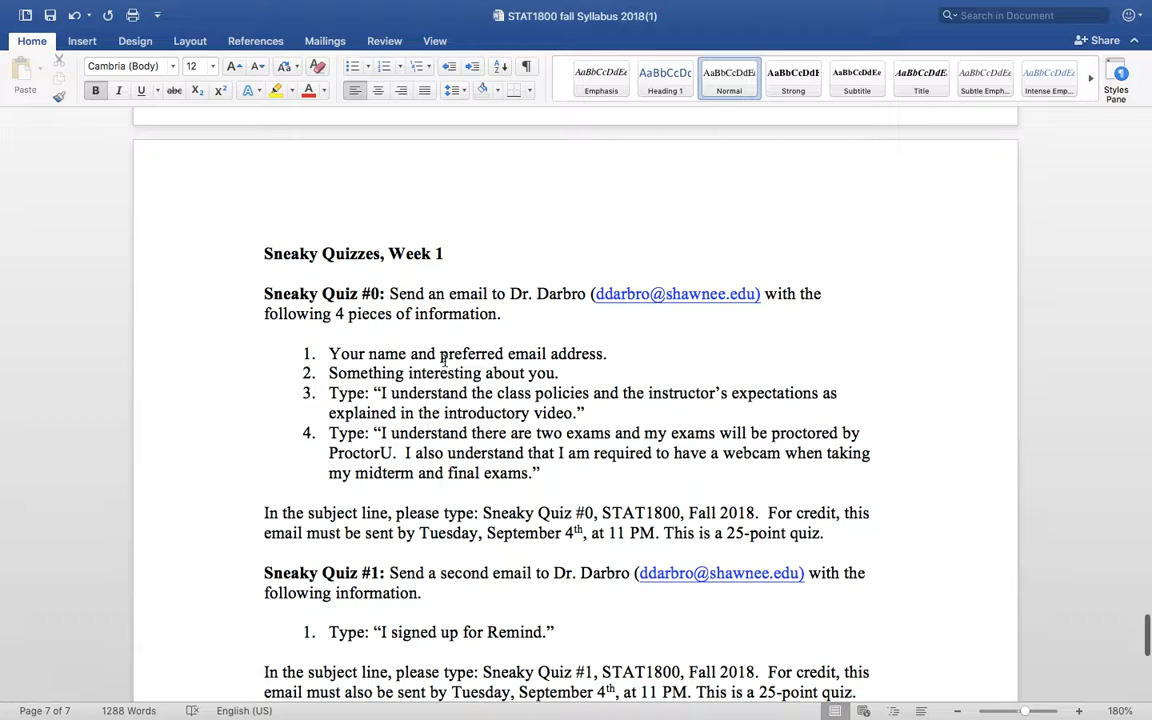 STAT1800 fall Syllabus 2018(1)
Search in Document
Home Insert Design Layout References Mailings Review View
Share
Paste
Cambria (Body) 12
B I U abc X₂ X² A A
AaBbCcDdEe AaBbCcDc AaBbCcDdEe AaBbCcDdE AaBbCcDdEe AaBbCcDdE. AaBbCcDdEe AaBbCcDdEe
Emphasis Heading 1 Normal Strong Subtitle Title Subtle Emph... Intense Emp...
Styles
Pane
Sneaky Quizzes, Week 1
Sneaky Quiz #0: Send an email to Dr. Darbro (ddarbro@shawnee.edu) with the
following 4 pieces of information.
1. Your name and preferred email address.
2. Something interesting about you.
3. Type: “I understand the class policies and the instructor’s expectations as
explained in the introductory video.”
4. Type: “I understand there are two exams and my exams will be proctored by
ProctorU. I also understand that I am required to have a webcam when taking
my midterm and final exams.”
In the subject line, please type: Sneaky Quiz #0, STAT1800, Fall 2018. For credit, this
email must be sent by Tuesday, September 4th, at 11 PM. This is a 25-point quiz.
Sneaky Quiz #1: Send a second email to Dr. Darbro (ddarbro@shawnee.edu) with the
following information.
1. Type: “I signed up for Remind.”
In the subject line, please type: Sneaky Quiz #1, STAT1800, Fall 2018. For credit, this
email must also be sent by Tuesday, September 4th, at 11 PM. This is a 25-point quiz.
Page 7 of 7 1288 Words English (US) 180%